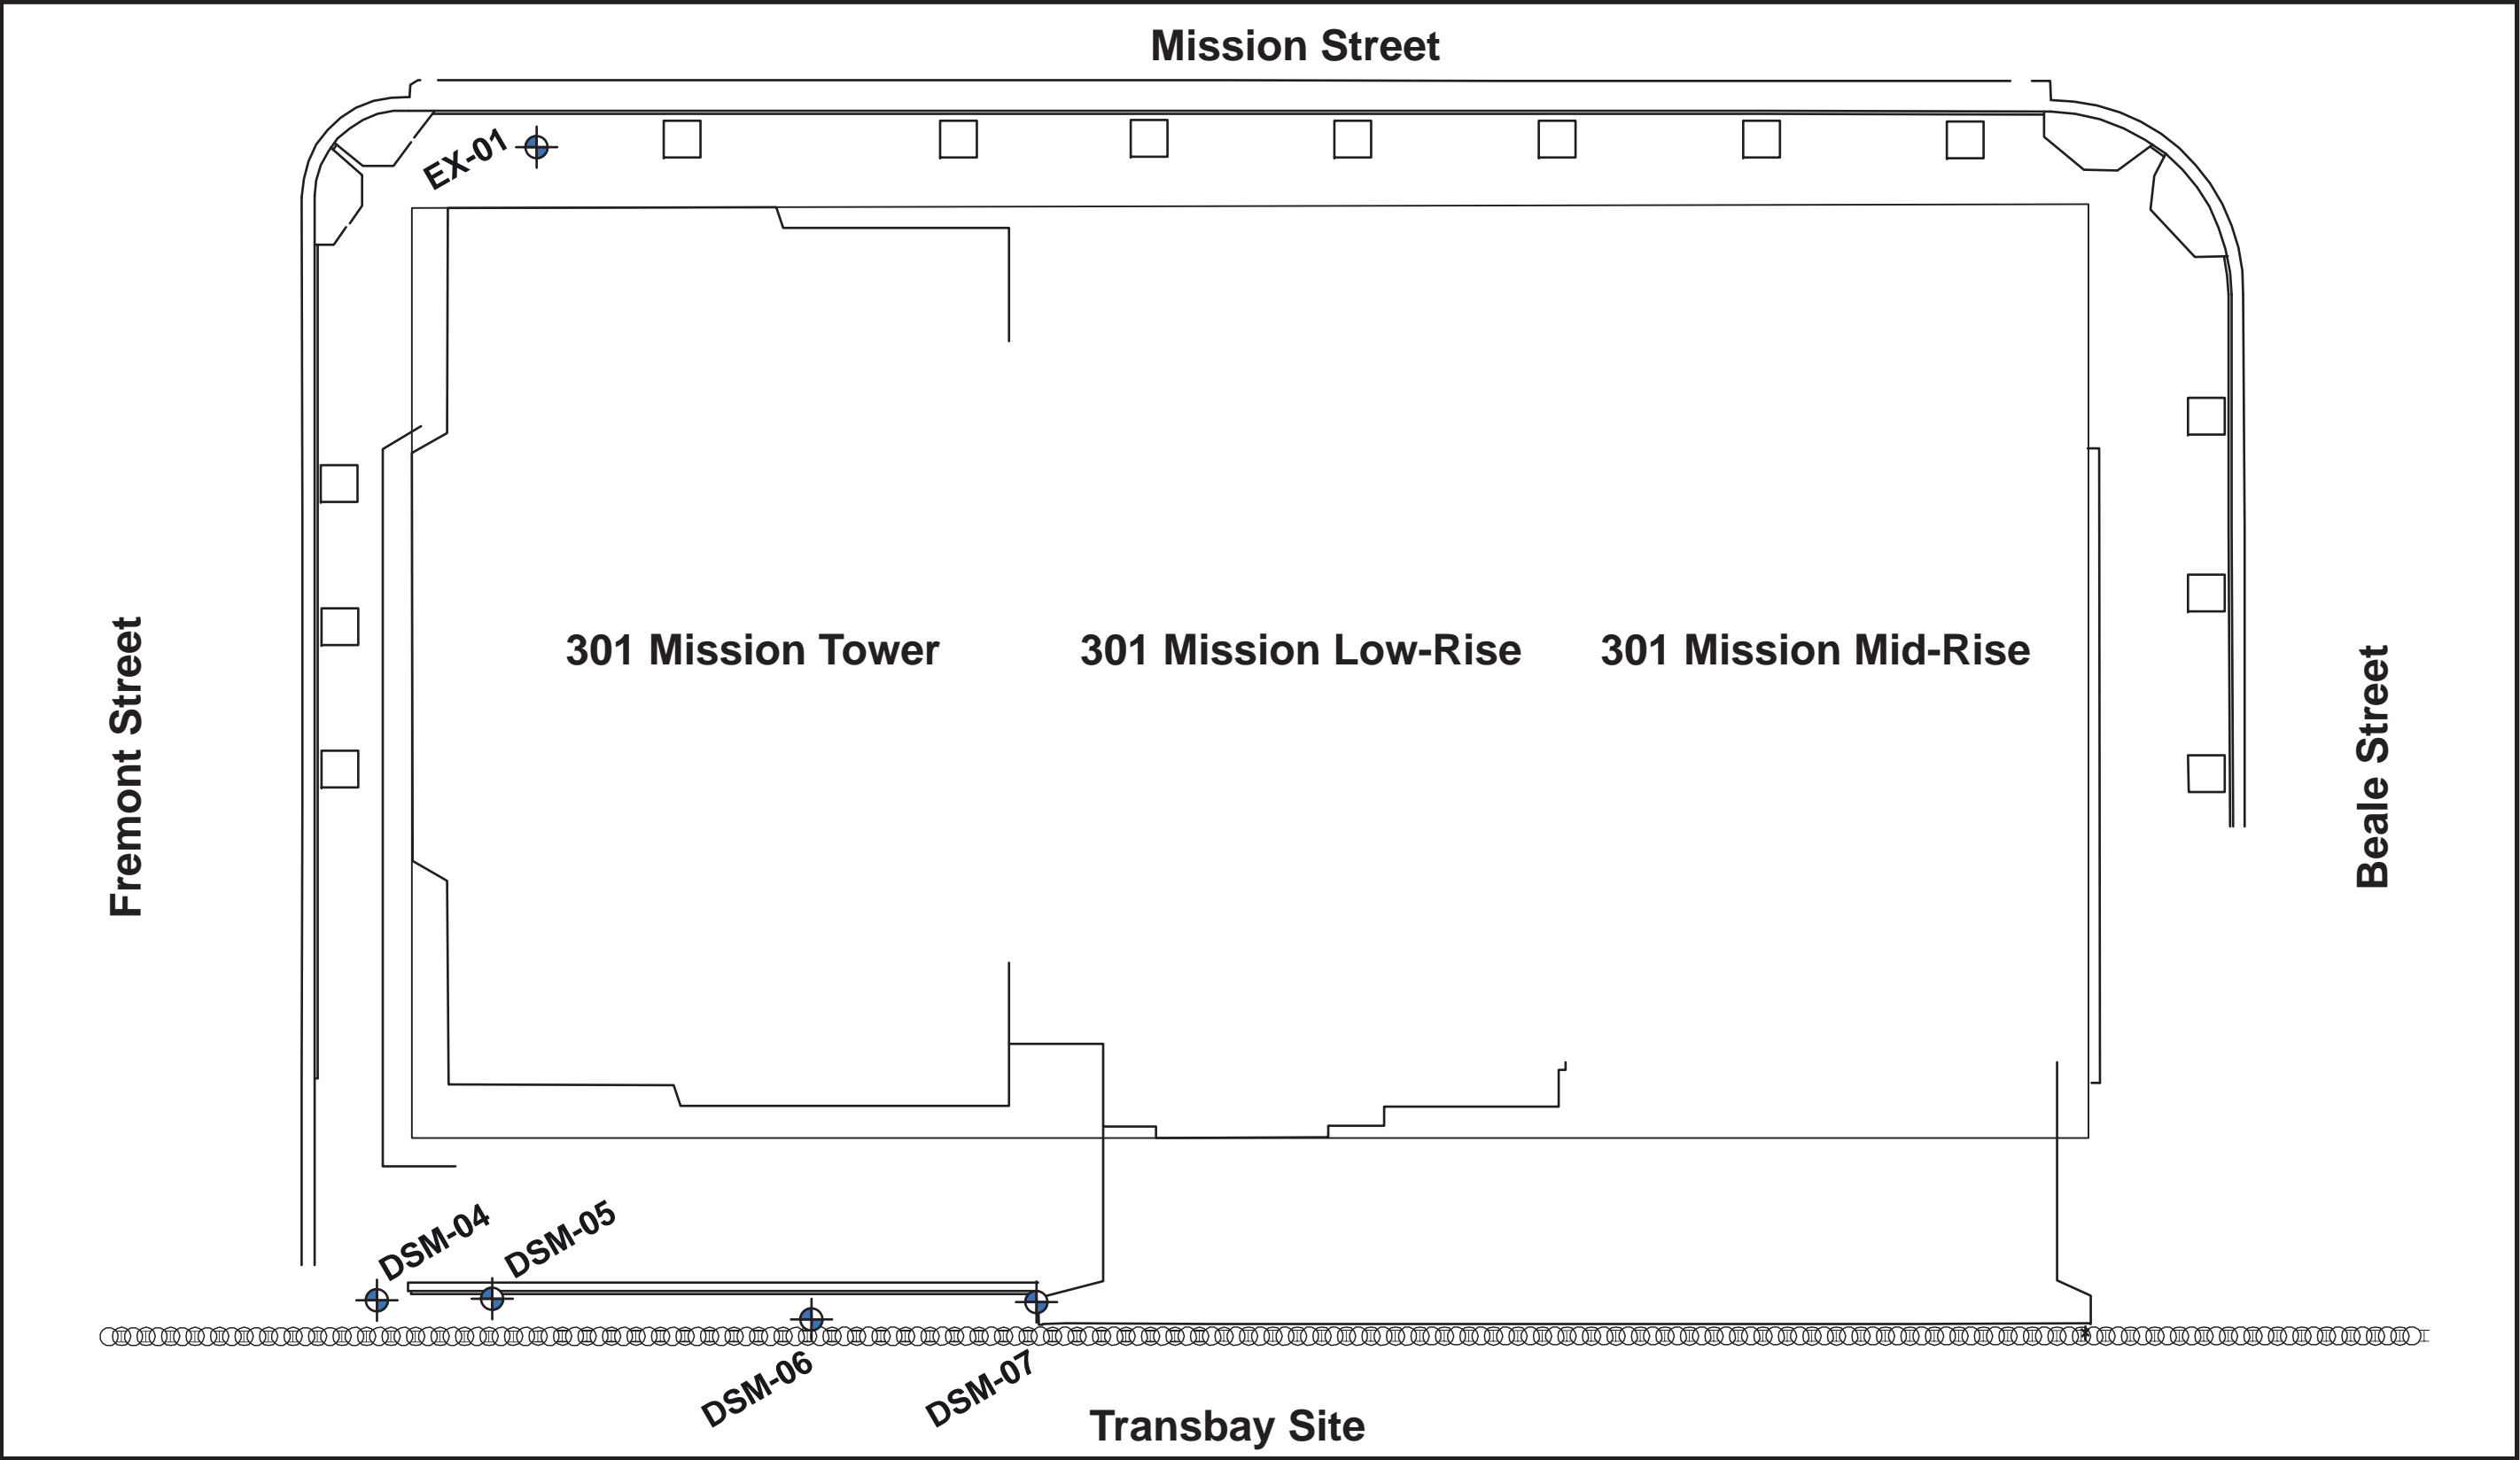 Mission Street
EX-01
Fremont Street
301 Mission Tower
301 Mission Low-Rise
301 Mission Mid-Rise
Beale Street
DSM-04
DSM-05
DSM-06
DSM-07
Transbay Site